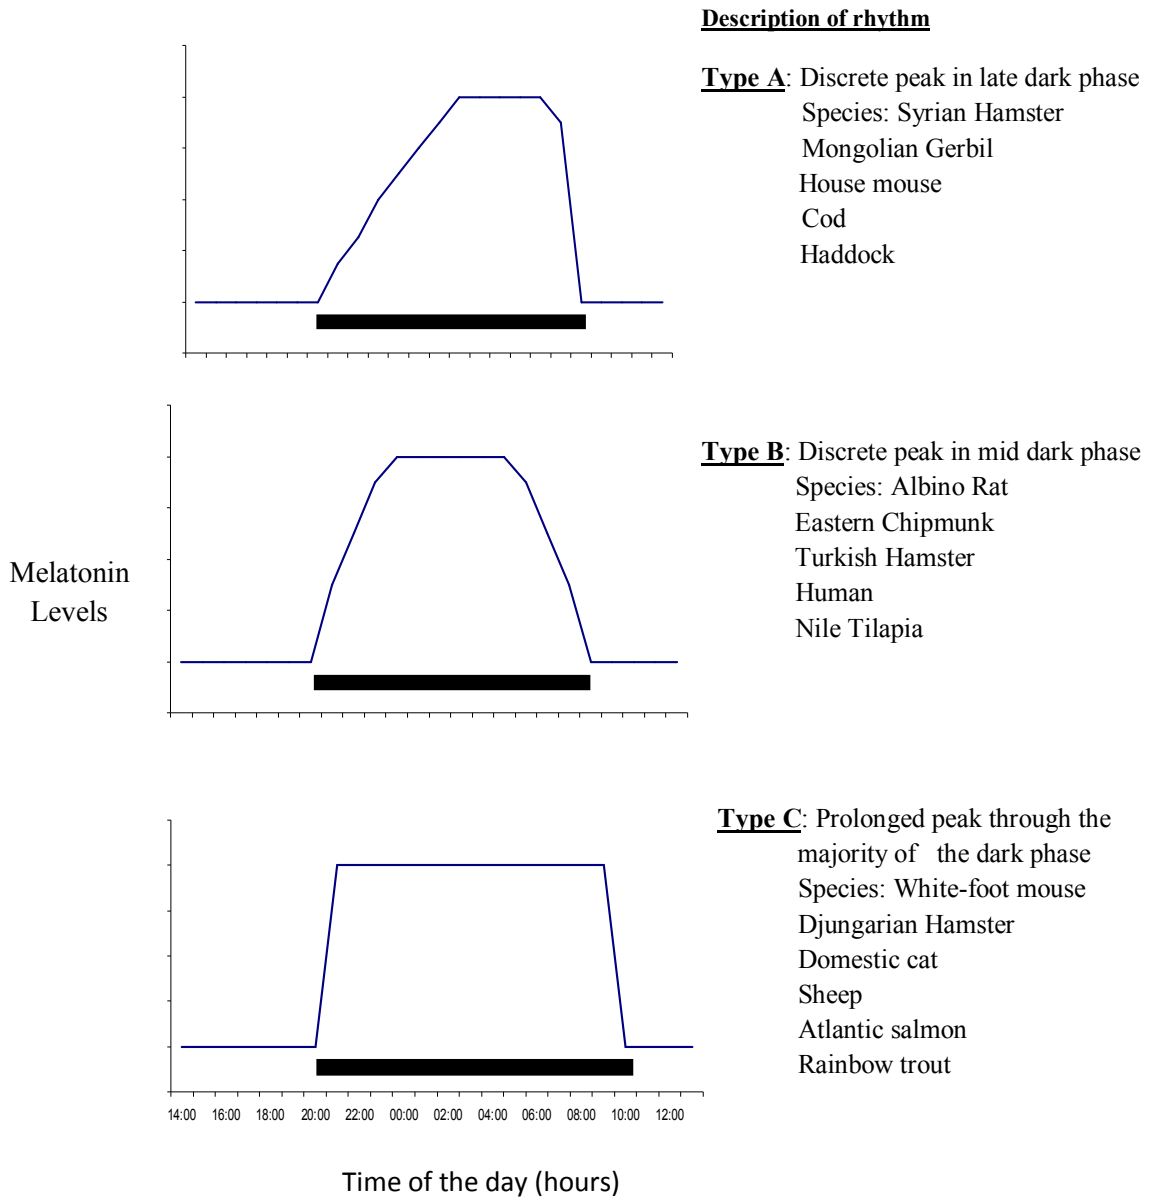 Description of rhythm
Type A: Discrete peak in late dark phase
Species: Syrian Hamster
Mongolian Gerbil
House mouse
Cod
Haddock
Type B: Discrete peak in mid dark phase
Species: Albino Rat
Eastern Chipmunk
Turkish Hamster
Human
Nile Tilapia
Melatonin
Levels
Type C: Prolonged peak through the
majority of the dark phase
Species: White-foot mouse
Djungarian Hamster
Domestic cat
Sheep
Atlantic salmon
Rainbow trout
14:00 16:00 18:00 20:00 22:00 00:00 02:00 04:00 06:00 08:00 10:00 12:00
Time of the day (hours)